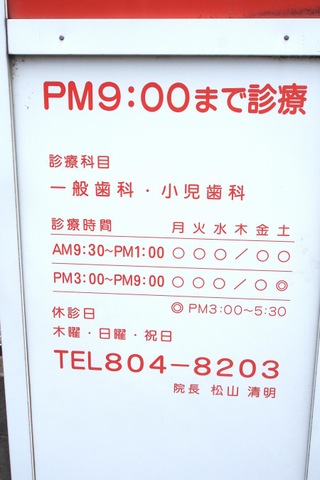 PM9:00まで診療
診療科目
一般歯科・小児歯科
診療時間 月 火 水 木 金 土
AM9:30~PM1:00 ○ ○ ○ / ○ ○
PM3:00~PM9:00 ○ ○ ○ / ○ ◎
休診日 ◎ PM3:00~5:30
木曜・日曜・祝日
TEL804-8203
院長 松山 清明